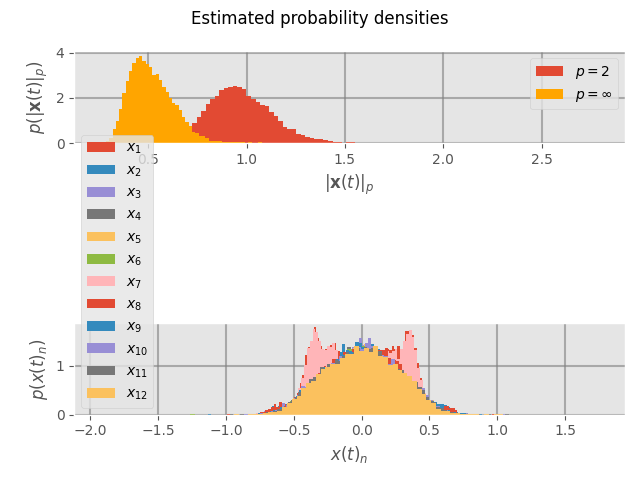 Estimated probability densities
p(|x(t)|_p)
4
2
0
p = 2
p = ∞
0.5 1.0 1.5 2.0 2.5
|x(t)|_p
x_1
x_2
x_3
x_4
x_5
x_6
x_7
x_8
x_9
x_10
x_11
x_12
p(x(t)_n)
1
0
−2.0 −1.5 −1.0 −0.5 0.0 0.5 1.0 1.5
x(t)_n